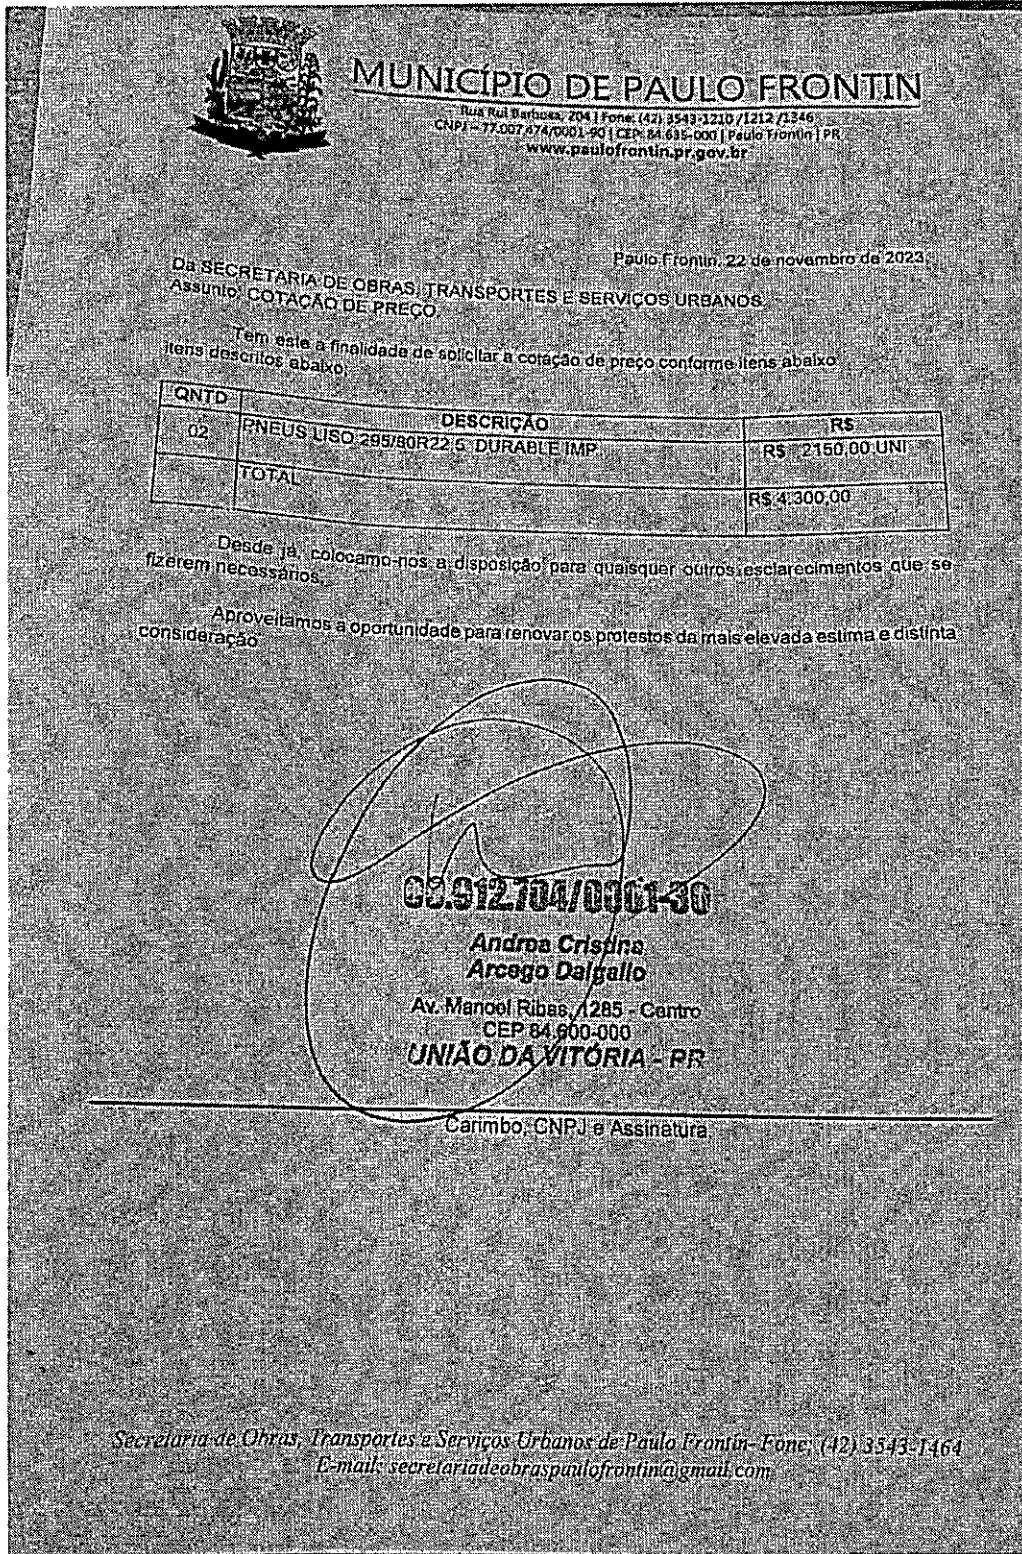 MUNICÍPIO DE PAULO FRONTIN
Rua Rui Barbosa, 204 | Fone: (42) 3543-1210 /1212 /1346
CNPJ – 77.007.474/0001-90 | CEP: 84.635-000 | Paulo Frontin | PR
www.paulofrontin.pr.gov.br
Paulo Frontin, 22 de novembro de 2023.
Da SECRETARIA DE OBRAS, TRANSPORTES E SERVIÇOS URBANOS.
Assunto: COTAÇÃO DE PREÇO.
Tem este a finalidade de solicitar a cotação de preço conforme itens abaixo
itens descritos abaixo:
QNTD DESCRIÇÃO R$
02 PNEUS LISO 295/80R22.5 DURABLE IMP R$ 2150,00 UNI
TOTAL R$ 4.300,00
Desde já, colocamo-nos a disposição para quaisquer outros esclarecimentos que se
fizerem necessários.
Aproveitamos a oportunidade para renovar os protestos da mais elevada estima e distinta
consideração
.912.704/0001-30
Andrea Cristina
Arcego Dalgallo
Av. Manoel Ribas, 1285 - Centro
CEP 84.600-000
UNIÃO DA VITÓRIA - PR
Carimbo, CNPJ e Assinatura
Secretaria de Obras, Transportes e Serviços Urbanos de Paulo Frontin- Fone: (42) 3543-1464
E-mail: secretariadeobraspaulofrontin@gmail.com